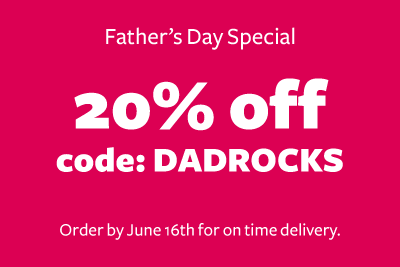 Father’s Day Special
20% off
code: DADROCKS
Order by June 16th for on time delivery.